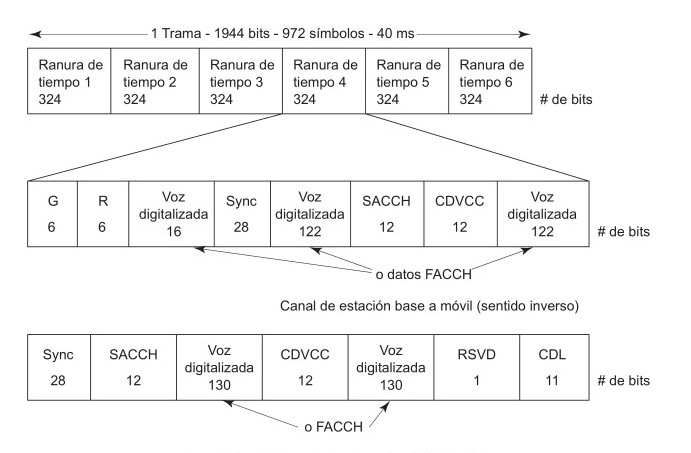 1 Trama - 1944 bits - 972 símbolos - 40 ms
Ranura de tiempo 1 324
Ranura de tiempo 2 324
Ranura de tiempo 3 324
Ranura de tiempo 4 324
Ranura de tiempo 5 324
Ranura de tiempo 6 324
# de bits
G 6
R 6
Voz digitalizada 16
Sync 28
Voz digitalizada 122
SACCH 12
CDVCC 12
Voz digitalizada 122
# de bits
o datos FACCH
Canal de estación base a móvil (sentido inverso)
Sync 28
SACCH 12
Voz digitalizada 130
CDVCC 12
Voz digitalizada 130
RSVD 1
CDL 11
# de bits
o FACCH